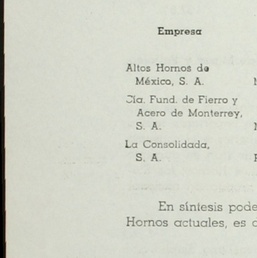 Empresa
Altos Hornos de
México, S. A.
Cía. Fund. de Fierro y
Acero de Monterrey,
S. A.
La Consolidada,
S. A.
En síntesis pode
Hornos actuales, es